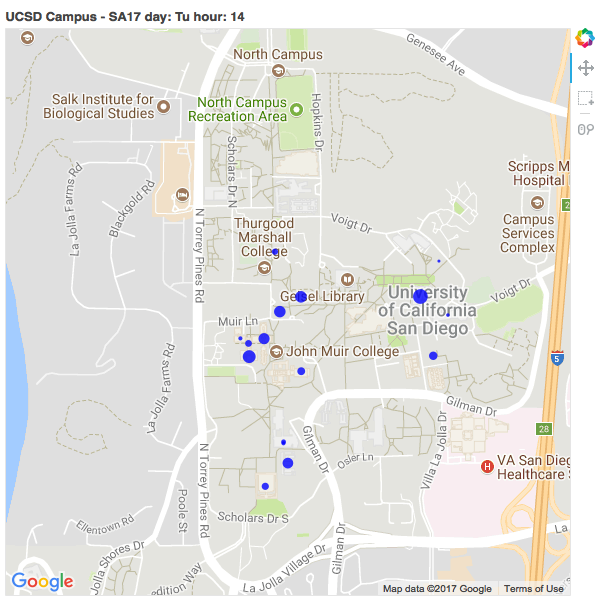 UCSD Campus - SA17 day: Tu hour: 14
Genesee Ave
North Campus
Salk Institute for
Biological Studies
North Campus
Recreation Area
Hopkins Dr
Scholars Dr N
Scripps M
Hospital
La Jolla Farms Rd
Blackgold Rd
N Torrey Pines Rd
Voigt Dr
Thurgood
Marshall
College
Campus
Services
Complex
Voigt Dr
Geisel Library
University
of California
San Diego
Muir Ln
John Muir College
5
La Jolla Farms Rd
Gilman Dr
Gilman Dr
Villa La Jolla Dr
28
Osler Ln
N Torrey Pines Rd
H
VA San Dieg
Healthcare
Poole St
Ellentown Rd
Scholars Dr S
La Jolla Shores Dr
Gilman Dr
La
La Jolla Village Dr
edition Way
Google
Map data ©2017 Google
Terms of Use